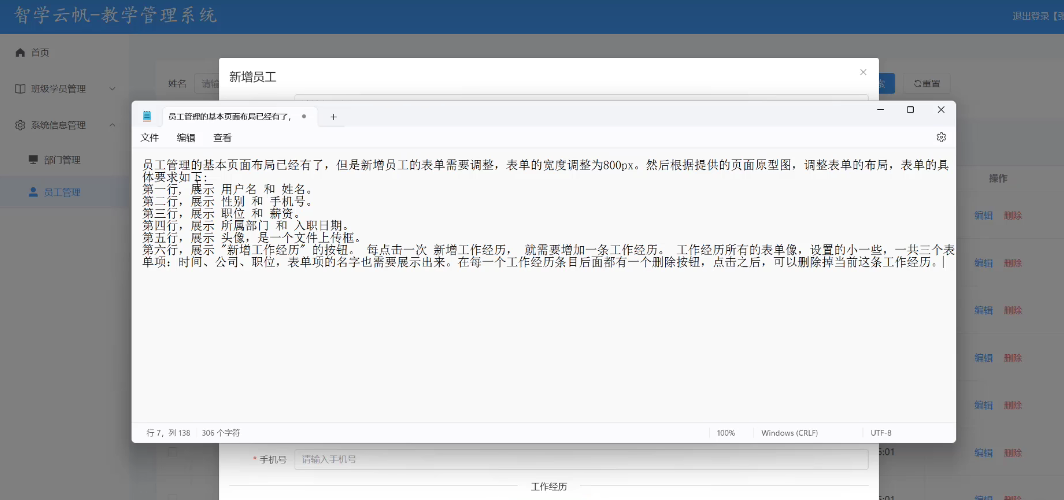 智学云帆-教学管理系统
退出登录
首页
班级学员管理
系统信息管理
部门管理
员工管理
姓名
新增员工
重置
操作
员工管理的基本页面布局已经有了，
文件 编辑 查看
员工管理的基本页面布局已经有了，但是新增员工的表单需要调整，表单的宽度调整为800px。然后根据提供的页面原型图，调整表单的布局，表单的具
体要求如下：
第一行，展示 用户名 和 姓名。
第二行，展示 性别 和 手机号。
第三行，展示 职位 和 薪资。
第四行，展示 所属部门 和 入职日期。
第五行，展示 头像，是一个文件上传框。
第六行，展示 "新增工作经历" 的按钮。 每点击一次 新增工作经历， 就需要增加一条工作经历。 工作经历所有的表单像，设置的小一些，一共三个表
单项：时间、公司、职位，表单项的名字也需要展示出来。在每一个工作经历条目后面都有一个删除按钮，点击之后，可以删除掉当前这条工作经历。
行 7，列 138 306 个字符 100% Windows (CRLF) UTF-8
编辑 删除
编辑 删除
编辑 删除
编辑 删除
编辑 删除
编辑 删除
编辑 删除
* 手机号 请输入手机号
工作经历